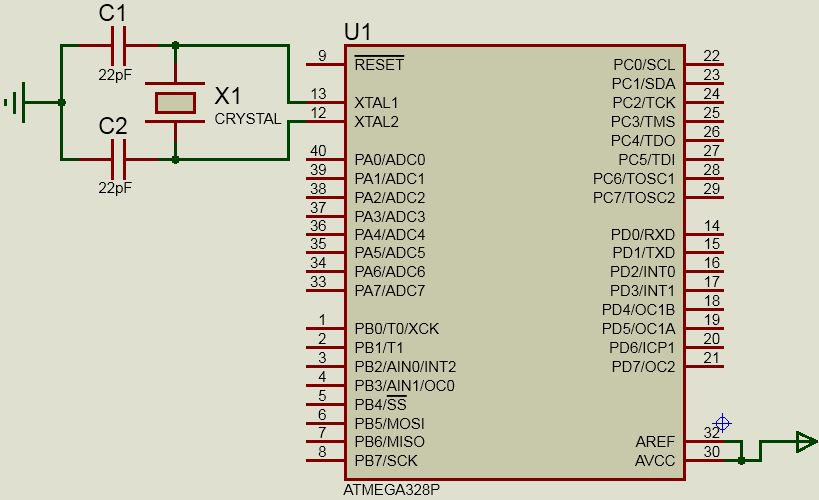 C1
22pF
X1
CRYSTAL
C2
22pF
U1
9 RESET
13 XTAL1
12 XTAL2
40 PA0/ADC0
39 PA1/ADC1
38 PA2/ADC2
37 PA3/ADC3
36 PA4/ADC4
35 PA5/ADC5
34 PA6/ADC6
33 PA7/ADC7
1 PB0/T0/XCK
2 PB1/T1
3 PB2/AIN0/INT2
4 PB3/AIN1/OC0
5 PB4/SS
6 PB5/MOSI
7 PB6/MISO
8 PB7/SCK
PC0/SCL 22
PC1/SDA 23
PC2/TCK 24
PC3/TMS 25
PC4/TDO 26
PC5/TDI 27
PC6/TOSC1 28
PC7/TOSC2 29
PD0/RXD 14
PD1/TXD 15
PD2/INT0 16
PD3/INT1 17
PD4/OC1B 18
PD5/OC1A 19
PD6/ICP1 20
PD7/OC2 21
AREF 32
AVCC 30
ATMEGA328P